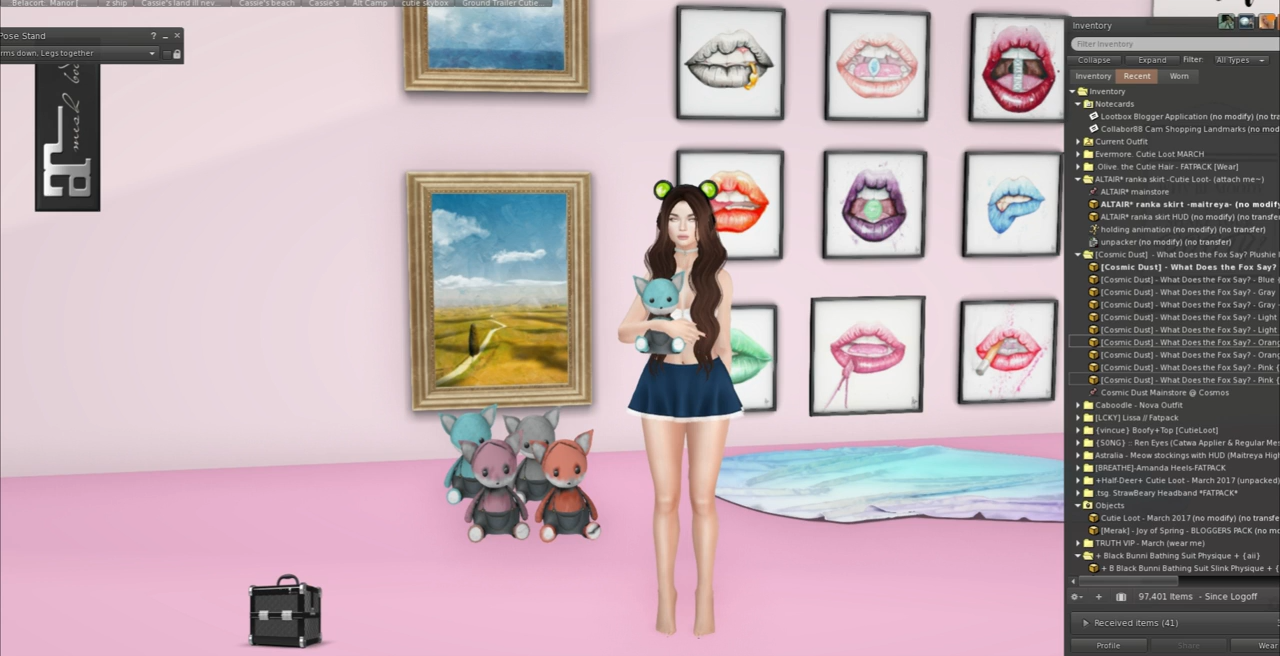 Belacort.. Manor [ ..
z ship
Cassie's land ill nev...
Cassie's beach
Cassie's
Alt Camp
cutie skybox
Ground Trailer Cutie...
Pose Stand
? _ ×
rms down, Legs together
mesh
Inventory
Filter Inventory
Collapse Expand Filter: All Types
Inventory Recent Worn
Inventory
Notecards
Lootbox Blogger Application (no modify) (no tra
Collabor88 Cam Shopping Landmarks (no mod
Current Outfit
Evermore. Cutie Loot MARCH
Olive. the Cutie Hair - FATPACK [Wear]
ALTAIR* ranka skirt -Cutie Loot- (attach me~)
ALTAIR* mainstore
ALTAIR* ranka skirt -maitreya- (no modify
ALTAIR* ranka skirt HUD (no modify) (no transfe
holding animation (no modify) (no transfer)
unpacker (no modify) (no transfer)
[Cosmic Dust] - What Does the Fox Say? Plushie
[Cosmic Dust] - What Does the Fox Say?
[Cosmic Dust] - What Does the Fox Say? - Blue (
[Cosmic Dust] - What Does the Fox Say? - Gray
[Cosmic Dust] - What Does the Fox Say? - Gray
[Cosmic Dust] - What Does the Fox Say? - Light
[Cosmic Dust] - What Does the Fox Say? - Light
[Cosmic Dust] - What Does the Fox Say? - Orang
[Cosmic Dust] - What Does the Fox Say? - Orang
[Cosmic Dust] - What Does the Fox Say? - Pink (
[Cosmic Dust] - What Does the Fox Say? - Pink (
Cosmic Dust Mainstore @ Cosmos
Caboodle - Nova Outfit
[LCKY] Lissa // Fatpack
{vincue} Boofy+Top [CutieLoot]
{S0NG} :: Ren Eyes (Catwa Applier & Regular Me
Astralia - Meow stockings with HUD (Maitreya Hig
[BREATHE]-Amanda Heels-FATPACK
+Half-Deer+ Cutie Loot - March 2017 (unpacked)
.tsg. StrawBeary Headband *FATPACK*
Objects
Cutie Loot - March 2017 (no modify) (no transfe
[Merak] - Joy of Spring - BLOGGERS PACK (no mo
TRUTH VIP - March (wear me)
+ Black Bunni Bathing Suit Physique + {aii}
+ B Black Bunni Bathing Suit Slink Physique + {
97,401 Items - Since Logoff
Received items (41)
Profile Share Wear